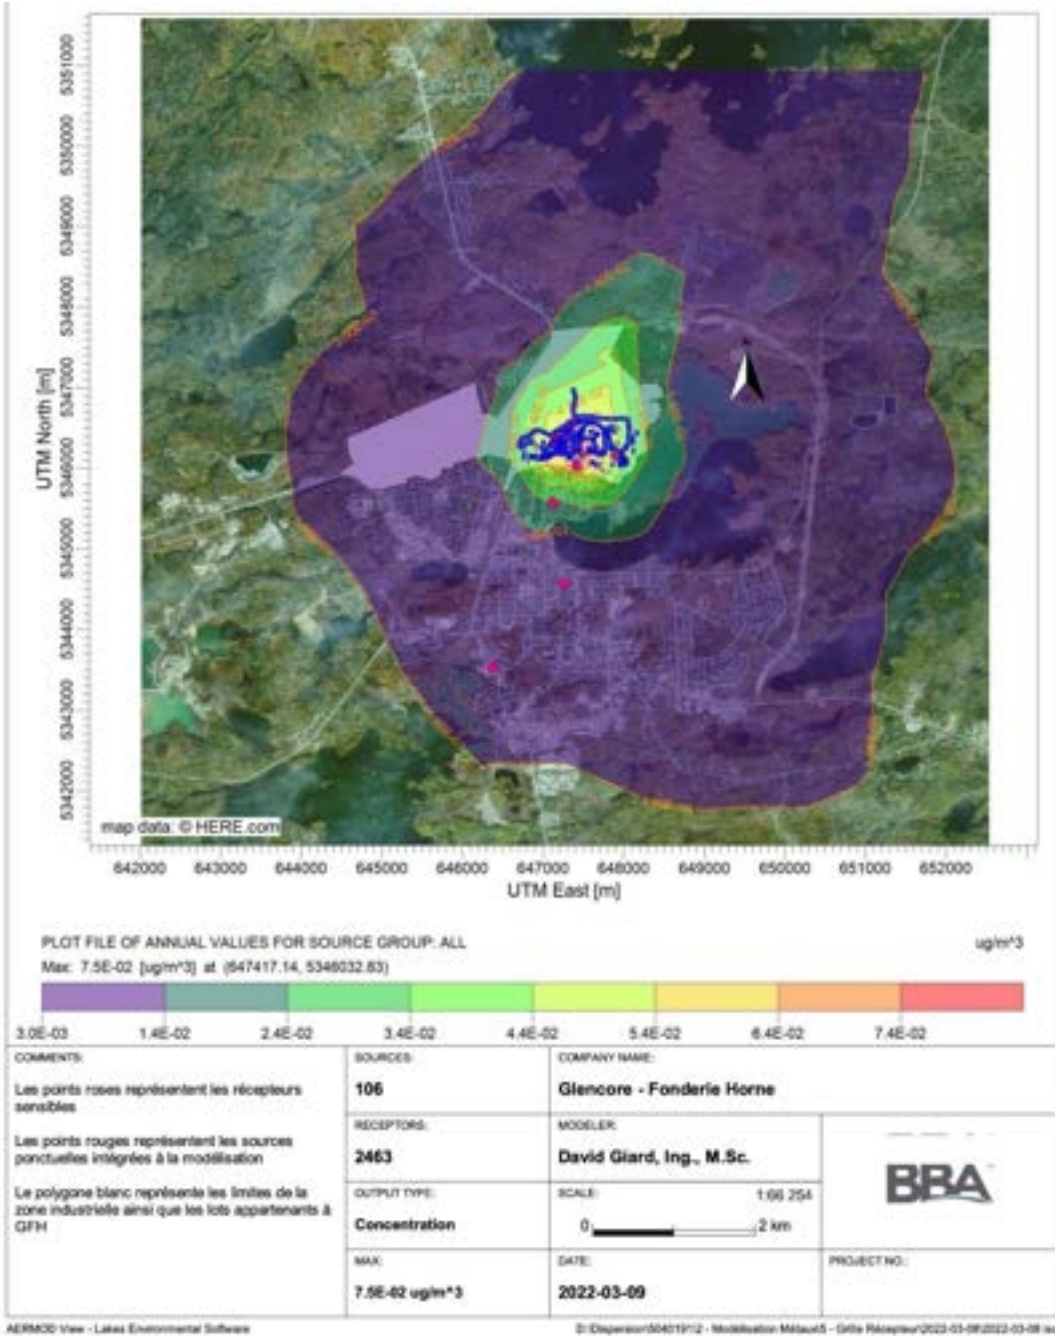 UTM North [m]
5351000
5350000
5349000
5348000
5347000
5346000
5345000
5344000
5343000
5342000
map data: © HERE.com
642000 643000 644000 645000 646000 647000 648000 649000 650000 651000 652000
UTM East [m]
PLOT FILE OF ANNUAL VALUES FOR SOURCE GROUP: ALL
ug/m^3
Max: 7.5E-02 [ug/m^3] at (647417.14, 5346032.83)
3.0E-03 1.4E-02 2.4E-02 3.4E-02 4.4E-02 5.4E-02 6.4E-02 7.4E-02
COMMENTS:
Les points roses représentent les récepteurs
sensibles
Les points rouges représentent les sources
ponctuelles intégrées à la modélisation
Le polygone blanc représente les limites de la
zone industrielle ainsi que les lots appartenants à
GFH
SOURCES:
106
RECEPTORS:
2463
OUTPUT TYPE:
Concentration
MAX:
7.5E-02 ug/m^3
COMPANY NAME:
Glencore - Fonderie Horne
MODELER:
David Giard, Ing., M.Sc.
SCALE:
1:66 254
0 2 km
DATE:
2022-03-09
BBA
PROJECT NO.:
AERMOD View - Lakes Environmental Software